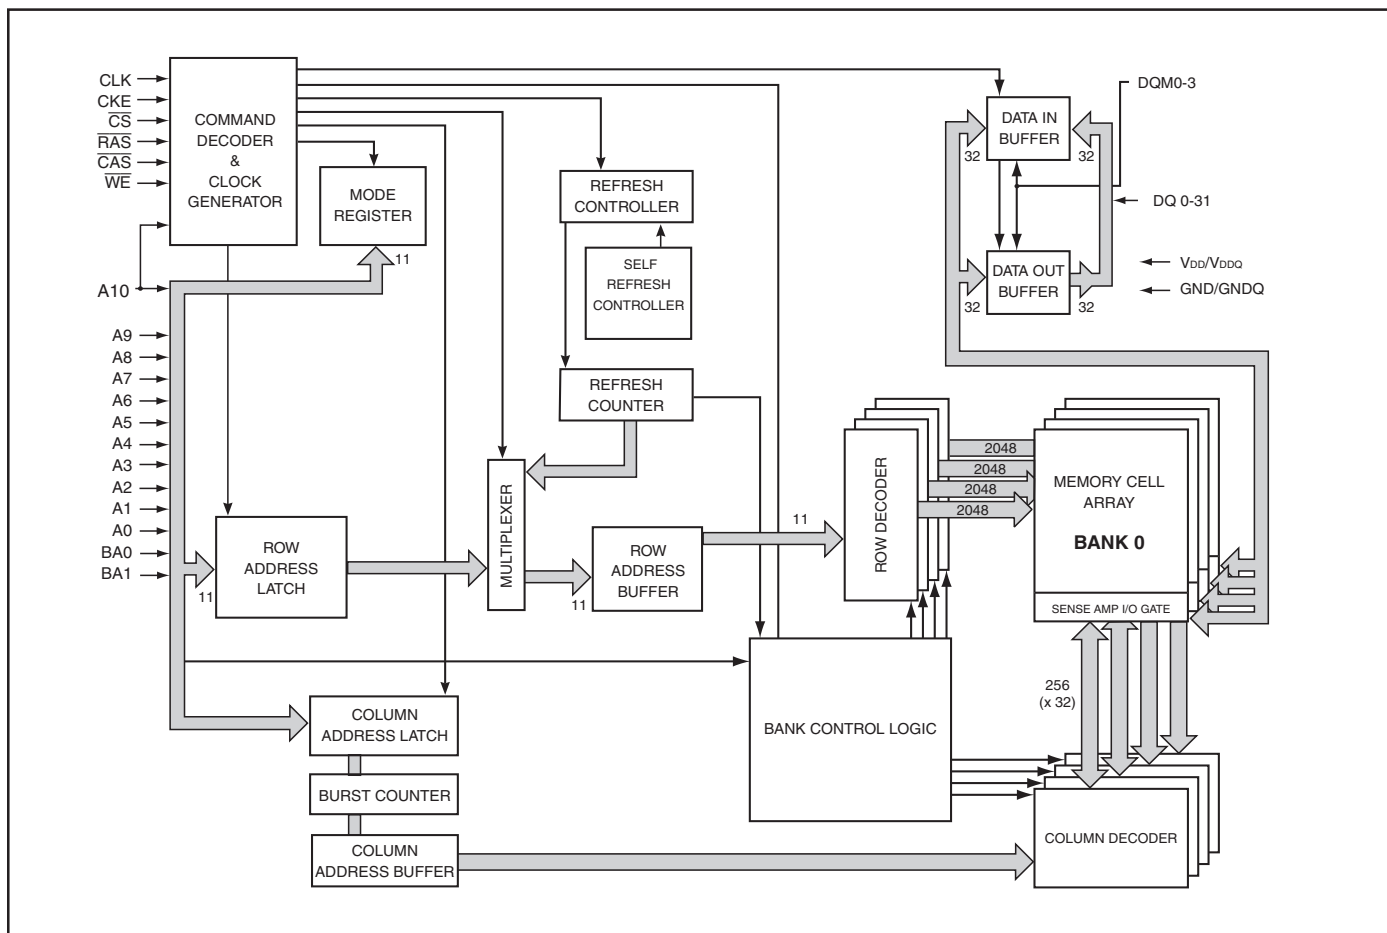 CLK
CKE
CS
RAS
CAS
WE
A10
A9
A8
A7
A6
A5
A4
A3
A2
A1
A0
BA0
BA1
COMMAND
DECODER
&
CLOCK
GENERATOR
MODE
REGISTER
11
REFRESH
CONTROLLER
SELF
REFRESH
CONTROLLER
REFRESH
COUNTER
DATA IN
BUFFER
32
32
DATA OUT
BUFFER
32
32
DQM0-3
DQ 0-31
VDD/VDDQ
GND/GNDQ
11
ROW
ADDRESS
LATCH
MULTIPLEXER
11
ROW
ADDRESS
BUFFER
11
ROW DECODER
2048
2048
2048
2048
MEMORY CELL
ARRAY
BANK 0
SENSE AMP I/O GATE
COLUMN
ADDRESS LATCH
BURST COUNTER
COLUMN
ADDRESS BUFFER
BANK CONTROL LOGIC
256
(x 32)
COLUMN DECODER